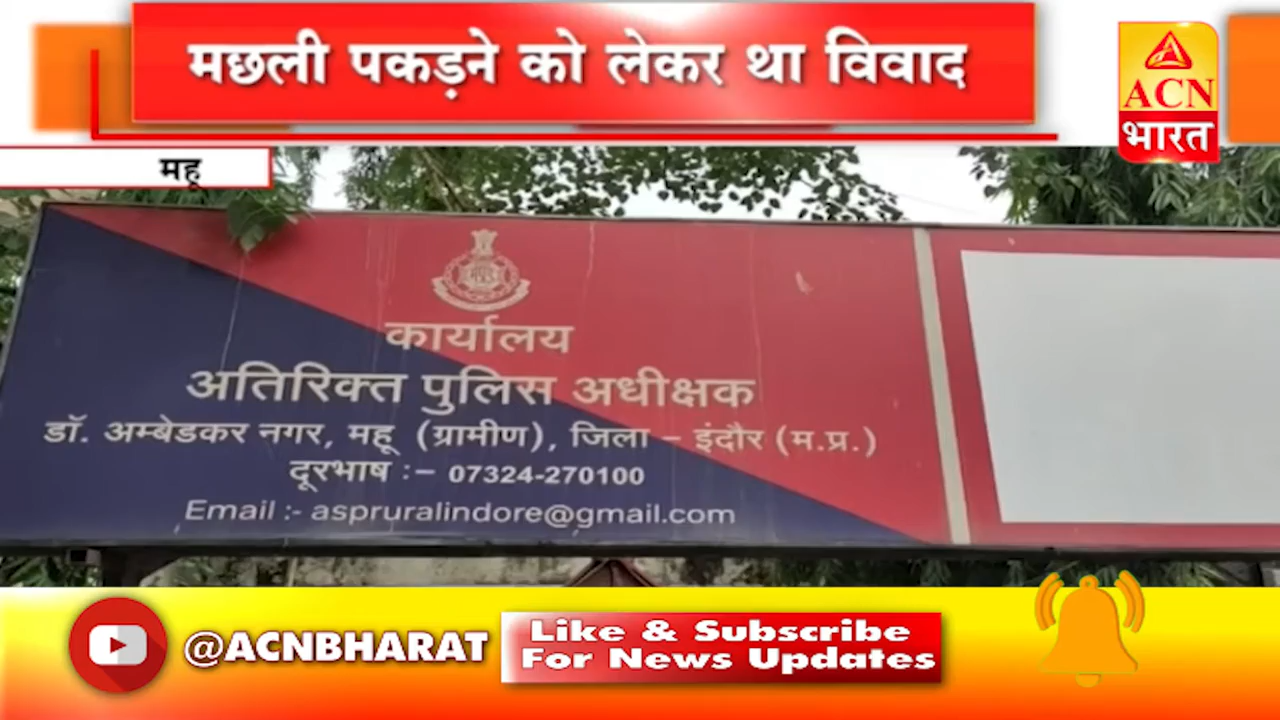 मछली पकड़ने को लेकर था विवाद
ACN
भारत
महू
कार्यालय
अतिरिक्त पुलिस अधीक्षक
डॉ. अम्बेडकर नगर, महू (ग्रामीण), जिला - इंदौर (म.प्र.)
दूरभाष :- 07324-270100
Email :- aspruralindore@gmail.com
@ACNBHARAT
Like & Subscribe
For News Updates